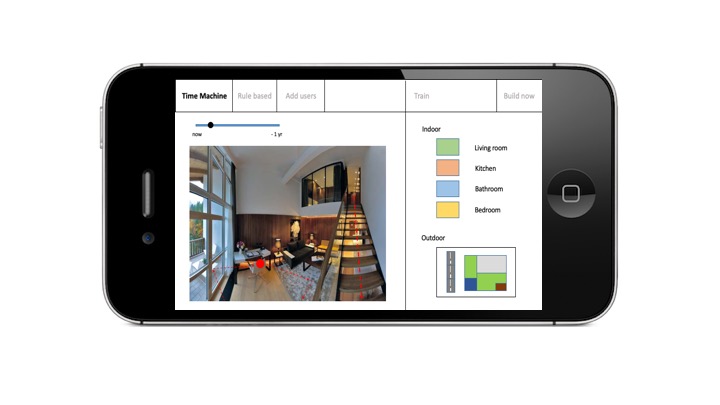 Time Machine Rule based Add users Train Build now
now - 1 yr
Indoor
Living room
Kitchen
Bathroom
Bedroom
Outdoor